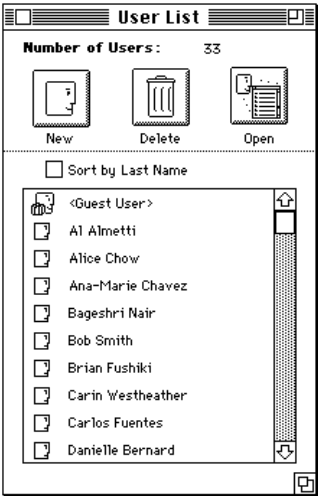 User List
Number of Users: 33
New Delete Open
Sort by Last Name
<Guest User>
Al Almetti
Alice Chow
Ana-Marie Chavez
Bageshri Nair
Bob Smith
Brian Fushiki
Carin Westheather
Carlos Fuentes
Danielle Bernard